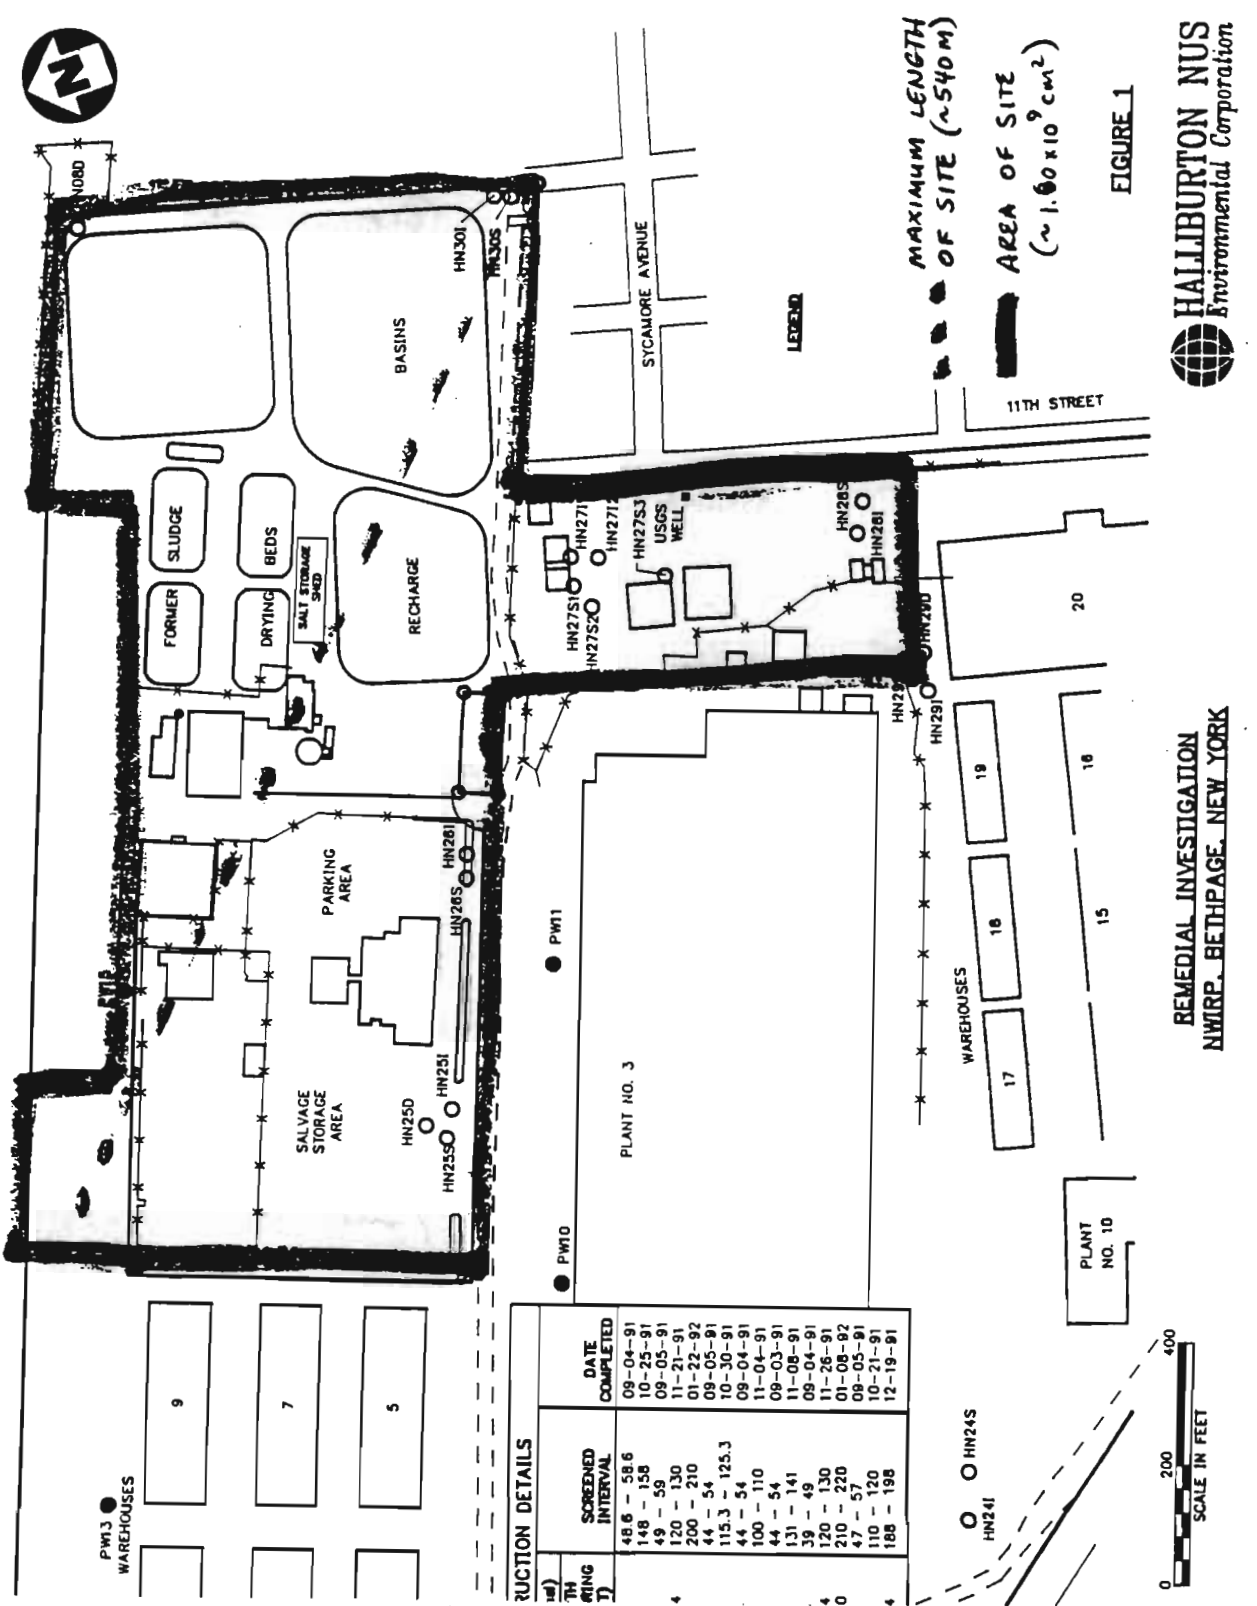 N
N08D
HN30I
HN30S
BASINS
SLUDGE
BEDS
SALT STORAGE
SHED
FORMER
DRYING
RECHARGE
SYCAMORE AVENUE
LEGEND
MAXIMUM LENGTH
OF SITE (~540 M)
AREA OF SITE
(~1.60 x 10⁹ cm²)
FIGURE 1
HALLIBURTON NUS
Environmental Corporation
11TH STREET
HN27I1
HN27I2
HN27S3
USGS
WELL
HN28S
HN28I
HN27S1
HN27S2
HN29D
HN29
HN29I
20
19
18
17
16
15
WAREHOUSES
PARKING
AREA
HN26I
HN26S
SALVAGE
STORAGE
AREA
HN25D
HN25I
HN25S
PW11
PW10
PLANT NO. 3
PLANT
NO. 10
REMEDIAL INVESTIGATION
NWIRP, BETHPAGE, NEW YORK
9
7
5
PW13
WAREHOUSES
RUCTION DETAILS
SCREENED
INTERVAL
DATE
COMPLETED
48.6 - 58.6 09-04-91
148 - 158 10-25-91
49 - 59 09-05-91
120 - 130 11-21-91
200 - 210 01-22-92
44 - 54 09-05-91
115.3 - 125.3 10-30-91
44 - 54 09-04-91
100 - 110 11-04-91
44 - 54 09-03-91
131 - 141 11-08-91
39 - 49 09-04-91
120 - 130 11-26-91
210 - 220 01-08-92
47 - 57 09-05-91
110 - 120 10-21-91
188 - 198 12-19-91
HN24S
HN24I
0 200 400
SCALE IN FEET